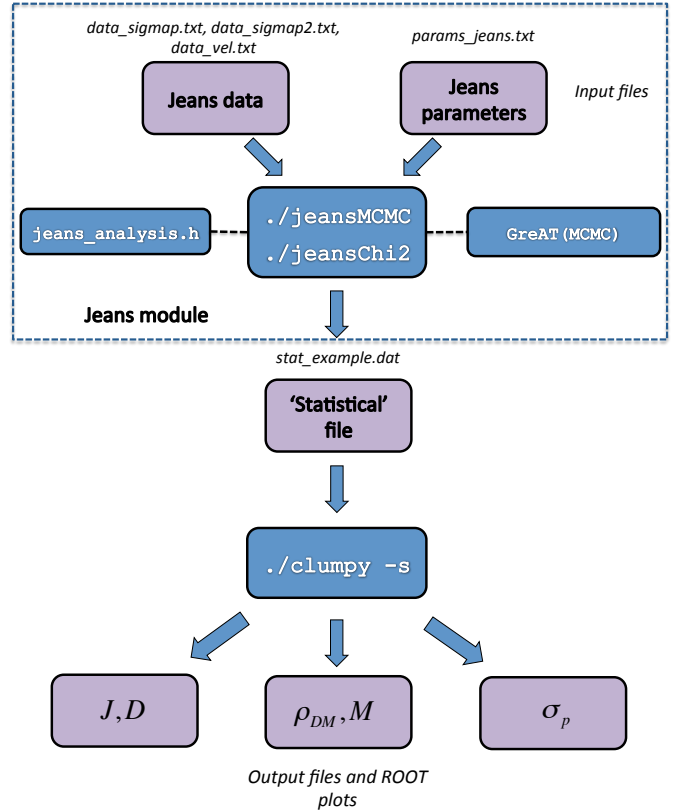 data_sigmap.txt, data_sigmap2.txt,
data_vel.txt
params_jeans.txt
Jeans data
Jeans
parameters
Input files
./jeansMCMC
./jeansChi2
jeans_analysis.h
GreAT(MCMC)
Jeans module
stat_example.dat
‘Statistical’
file
./clumpy -s
J,D
ρ_DM,M
σ_p
Output files and ROOT
plots